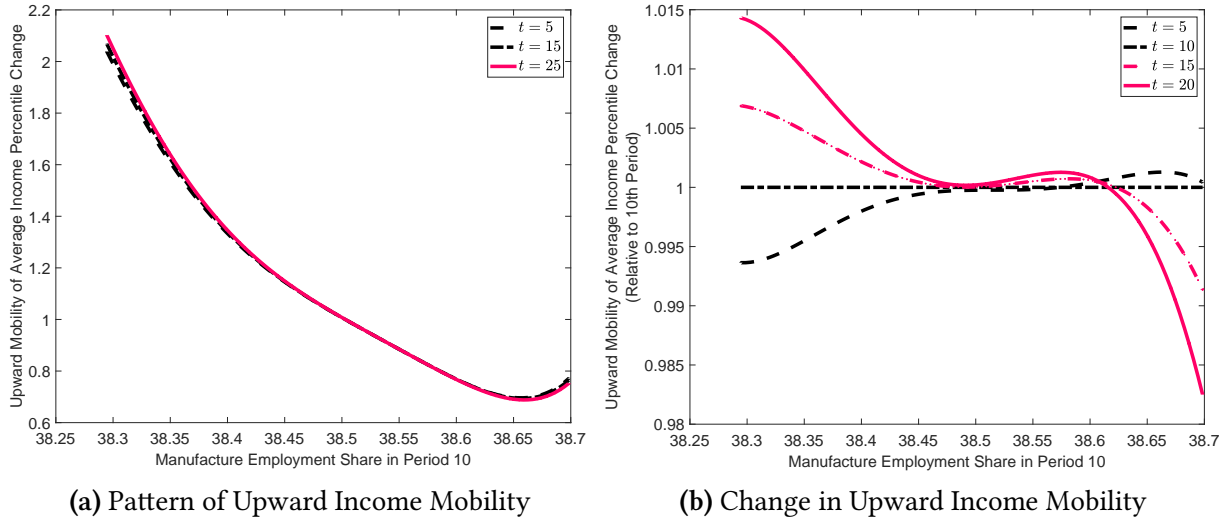 Upward Mobility of Average Income Percentile Change
2.2
2
1.8
1.6
1.4
1.2
1
0.8
0.6
38.25
38.3
38.35
38.4
38.45
38.5
38.55
38.6
38.65
38.7
Manufacture Employment Share in Period 10
t = 5
t = 15
t = 25
(a) Pattern of Upward Income Mobility
Upward Mobility of Average Income Percentile Change
(Relative to 10th Period)
1.015
1.01
1.005
1
0.995
0.99
0.985
0.98
38.25
38.3
38.35
38.4
38.45
38.5
38.55
38.6
38.65
38.7
Manufacture Employment Share in Period 10
t = 5
t = 10
t = 15
t = 20
(b) Change in Upward Income Mobility